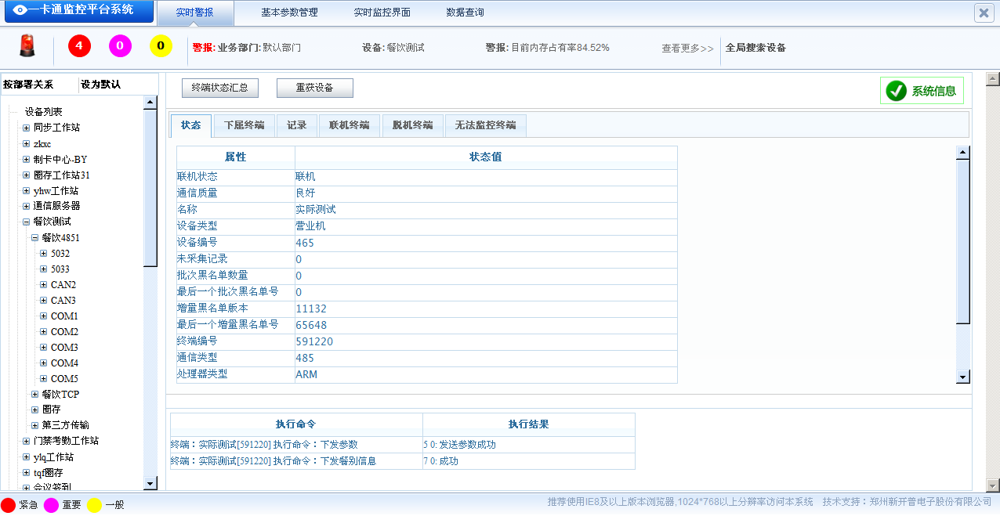 一卡通监控平台系统 实时警报 基本参数管理 实时监控界面 数据查询
4 0 0 警报:业务部门:默认部门 设备:餐饮测试 警报:目前内存占有率84.52% 查看更多>> 全局搜索设备
按部署关系 设为默认
设备列表
同步工作站
zkxc
制卡中心-BY
圈存工作站31
yhw工作站
通信服务器
餐饮测试
餐饮4851
5032
5033
CAN2
CAN3
COM1
COM2
COM3
COM4
COM5
餐饮TCP
圈存
第三方传输
门禁考勤工作站
ylq工作站
tqf圈存
会议签到
终端状态汇总 重获设备 系统信息
状态 下属终端 记录 联机终端 脱机终端 无法监控终端
属性 状态值
联机状态 联机
通信质量 良好
名称 实际测试
设备类型 营业机
设备编号 465
未采集记录 0
批次黑名单数量 0
最后一个批次黑名单号 0
增量黑名单版本 11132
最后一个增量黑名单号 65648
终端编号 591220
通信类型 485
处理器类型 ARM
执行命令 执行结果
终端：实际测试[591220] 执行命令：下发参数 5 0: 发送参数成功
终端：实际测试[591220] 执行命令：下发餐别信息 7 0: 成功
紧急 重要 一般 推荐使用IE8及以上版本浏览器,1024*768以上分辨率访问本系统 技术支持：郑州新开普电子股份有限公司